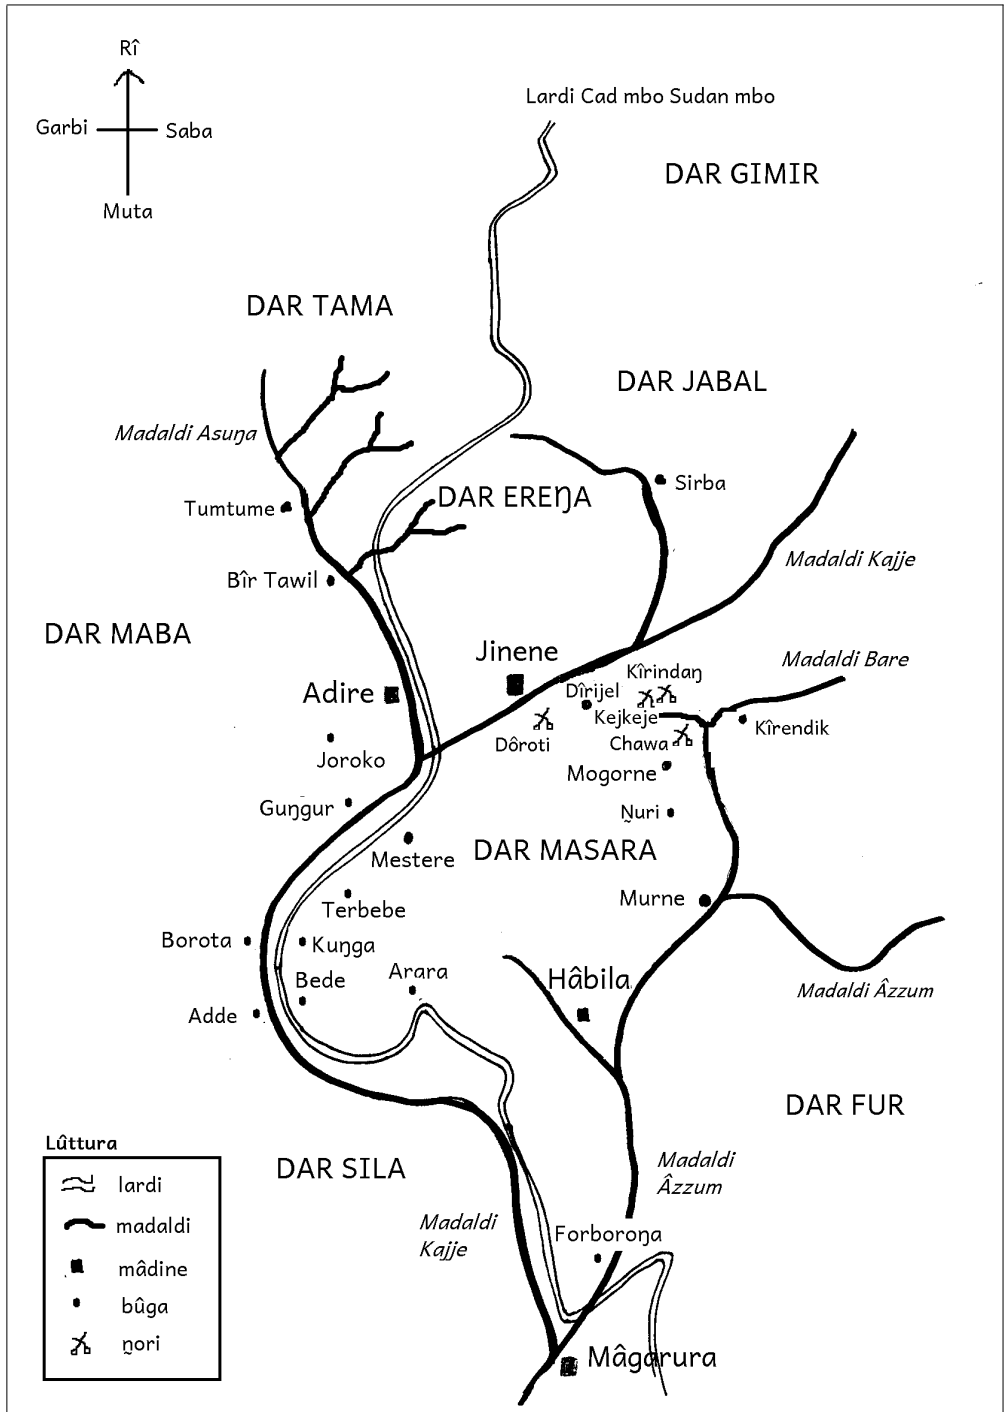 Rî
Garbi
Saba
Muta
Lardi Cad mbo Sudan mbo
DAR GIMIR
DAR TAMA
DAR JABAL
Madaldi Asuŋa
Sirba
DAR EREŊA
Tumtume
Madaldi Kajje
Bîr Tawil
DAR MABA
Jinene
Madaldi Bare
Kîrindaŋ
Adire
Dîrijel
Kejkeje
Kîrendik
Dôroti
Chawa
Joroko
Mogorne
Guŋgur
Ñuri
Mestere
DAR MASARA
Murne
Terbebe
Borota
Kuŋga
Arara
Bede
Hâbila
Madaldi Âzzum
Adde
DAR FUR
DAR SILA
Madaldi
Âzzum
Madaldi
Kajje
Forboroŋa
Mâgarura
Lûttura
lardi
madaldi
mâdine
bûga
n̰ori